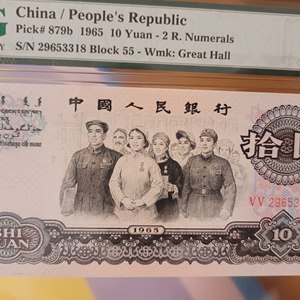 China / People's Republic
Pick# 879b 1965 10 Yuan - 2 R. Numerals
S/N 29653318 Block 55 - Wmk: Great Hall
中国人民银行
拾
VV 29653
1965
SHI
YUAN
10